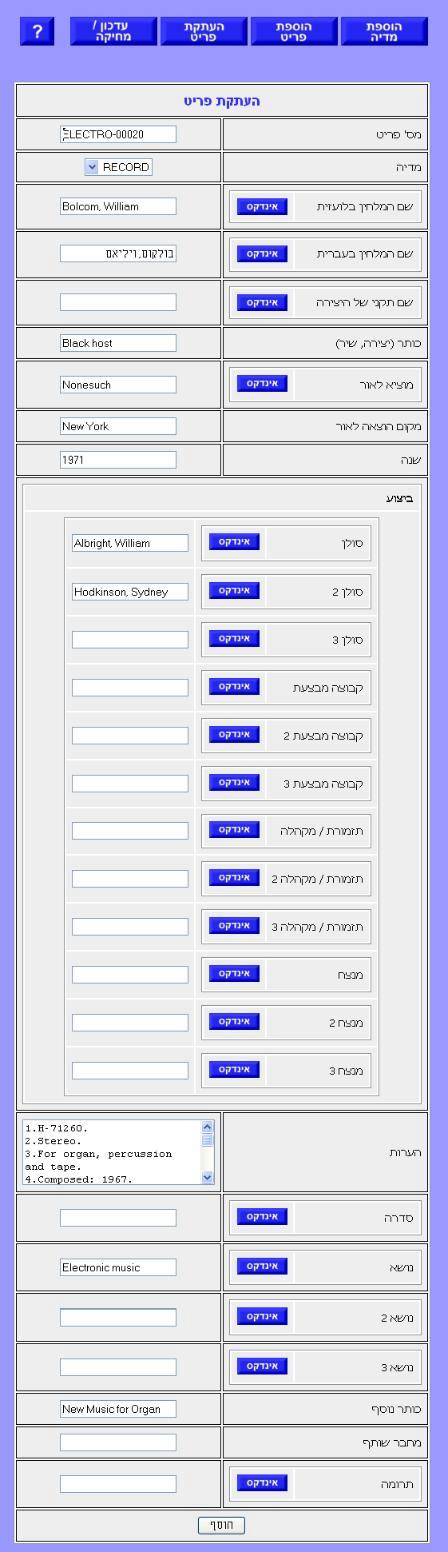 הוספת מדיה
הוספת פריט
העתקת פריט
עדכון / מחיקה
?
העתקת פריט
מס' פריט ELECTRO-00020
מדיה RECORD
שם המלחין בלועזית אינדקס Bolcom, William
שם המלחין בעברית אינדקס בולקום, ויליאם
שם תקני של היצירה אינדקס
כותר (יצירה, שיר) Black host
מוציא לאור אינדקס Nonesuch
מקום הוצאה לאור New York
שנה 1971
ביצוע
סולן אינדקס Albright, William
סולן 2 אינדקס Hodkinson, Sydney
סולן 3 אינדקס
קבוצה מבצעת אינדקס
קבוצה מבצעת 2 אינדקס
קבוצה מבצעת 3 אינדקס
תזמורת / מקהלה אינדקס
תזמורת / מקהלה 2 אינדקס
תזמורת / מקהלה 3 אינדקס
מנצח אינדקס
מנצח 2 אינדקס
מנצח 3 אינדקס
הערות
1.H-71260.
2.Stereo.
3.For organ, percussion
and tape.
4.Composed: 1967.
סדרה אינדקס
נושא אינדקס Electronic music
נושא 2 אינדקס
נושא 3 אינדקס
כותר נוסף New Music for Organ
מחבר שותף
תרומה אינדקס
הוסף